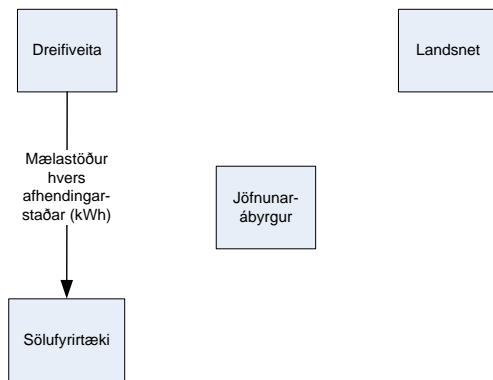 Dreifiveita
Landsnet
Mælastöður
hvers
afhendingar-
staðar (kWh)
Jöfnunar-
ábyrgur
Sölufyrirtæki